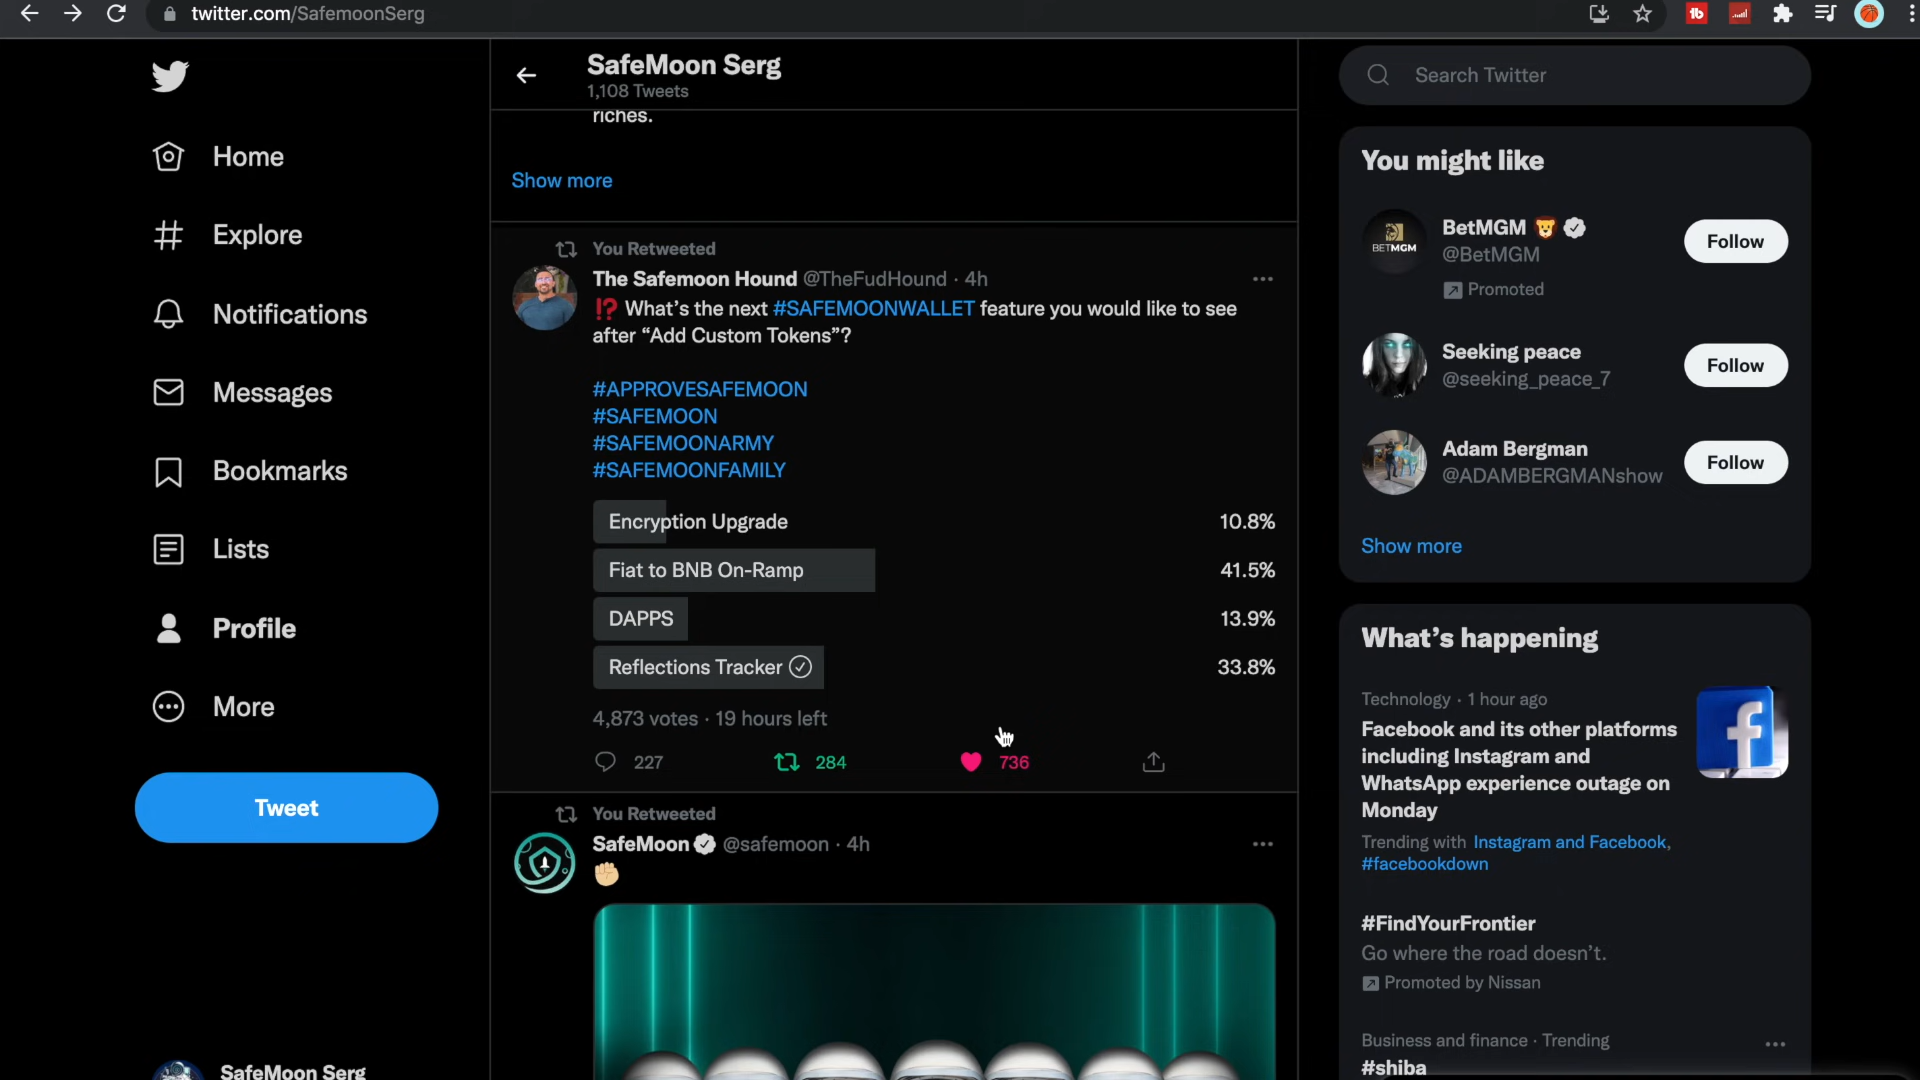 twitter.com/SafemoonSerg
SafeMoon Serg
1,108 Tweets
riches.
Show more
Home
Explore
Notifications
Messages
Bookmarks
Lists
Profile
More
Tweet
SafeMoon Serg
You Retweeted
The Safemoon Hound @TheFudHound · 4h
⁉️ What’s the next #SAFEMOONWALLET feature you would like to see
after “Add Custom Tokens”?
#APPROVESAFEMOON
#SAFEMOON
#SAFEMOONARMY
#SAFEMOONFAMILY
Encryption Upgrade 10.8%
Fiat to BNB On-Ramp 41.5%
DAPPS 13.9%
Reflections Tracker 33.8%
4,873 votes · 19 hours left
227 284 736
You Retweeted
SafeMoon @safemoon · 4h
Search Twitter
You might like
BETMGM
BetMGM
@BetMGM
Promoted
Follow
Seeking peace
@seeking_peace_7
Follow
Adam Bergman
@ADAMBERGMANshow
Follow
Show more
What’s happening
Technology · 1 hour ago
Facebook and its other platforms
including Instagram and
WhatsApp experience outage on
Monday
Trending with Instagram and Facebook,
#facebookdown
#FindYourFrontier
Go where the road doesn’t.
Promoted by Nissan
Business and finance · Trending
#shiba